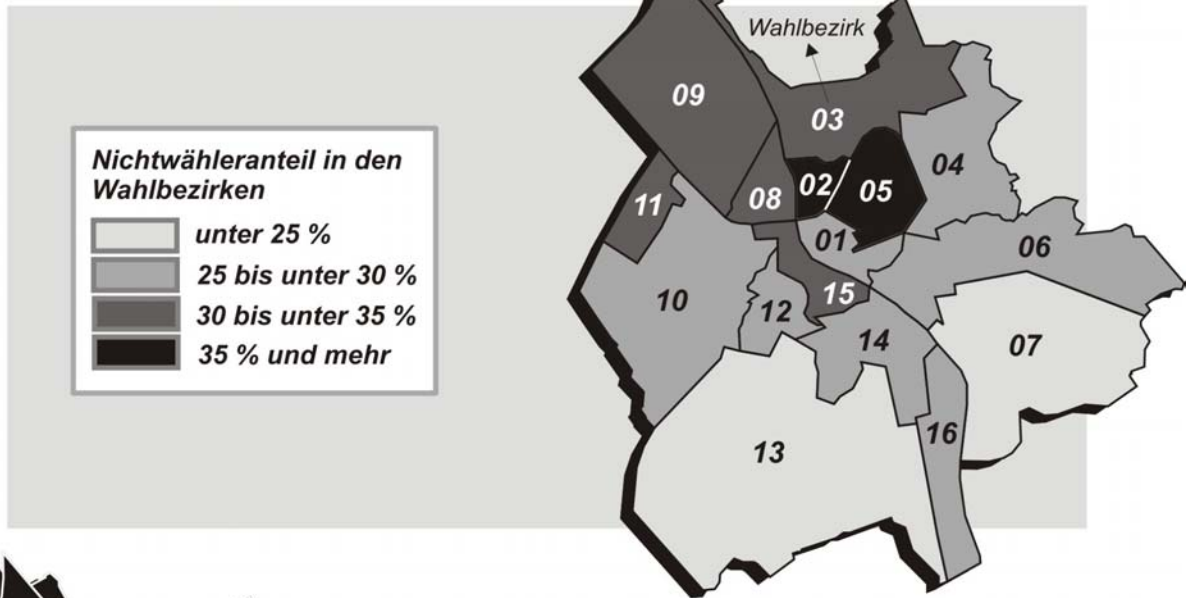 Wahlbezirk
09
03
04
02
05
08
11
01
06
10
15
12
14
07
16
13
Nichtwähleranteil in den
Wahlbezirken
unter 25 %
25 bis unter 30 %
30 bis unter 35 %
35 % und mehr